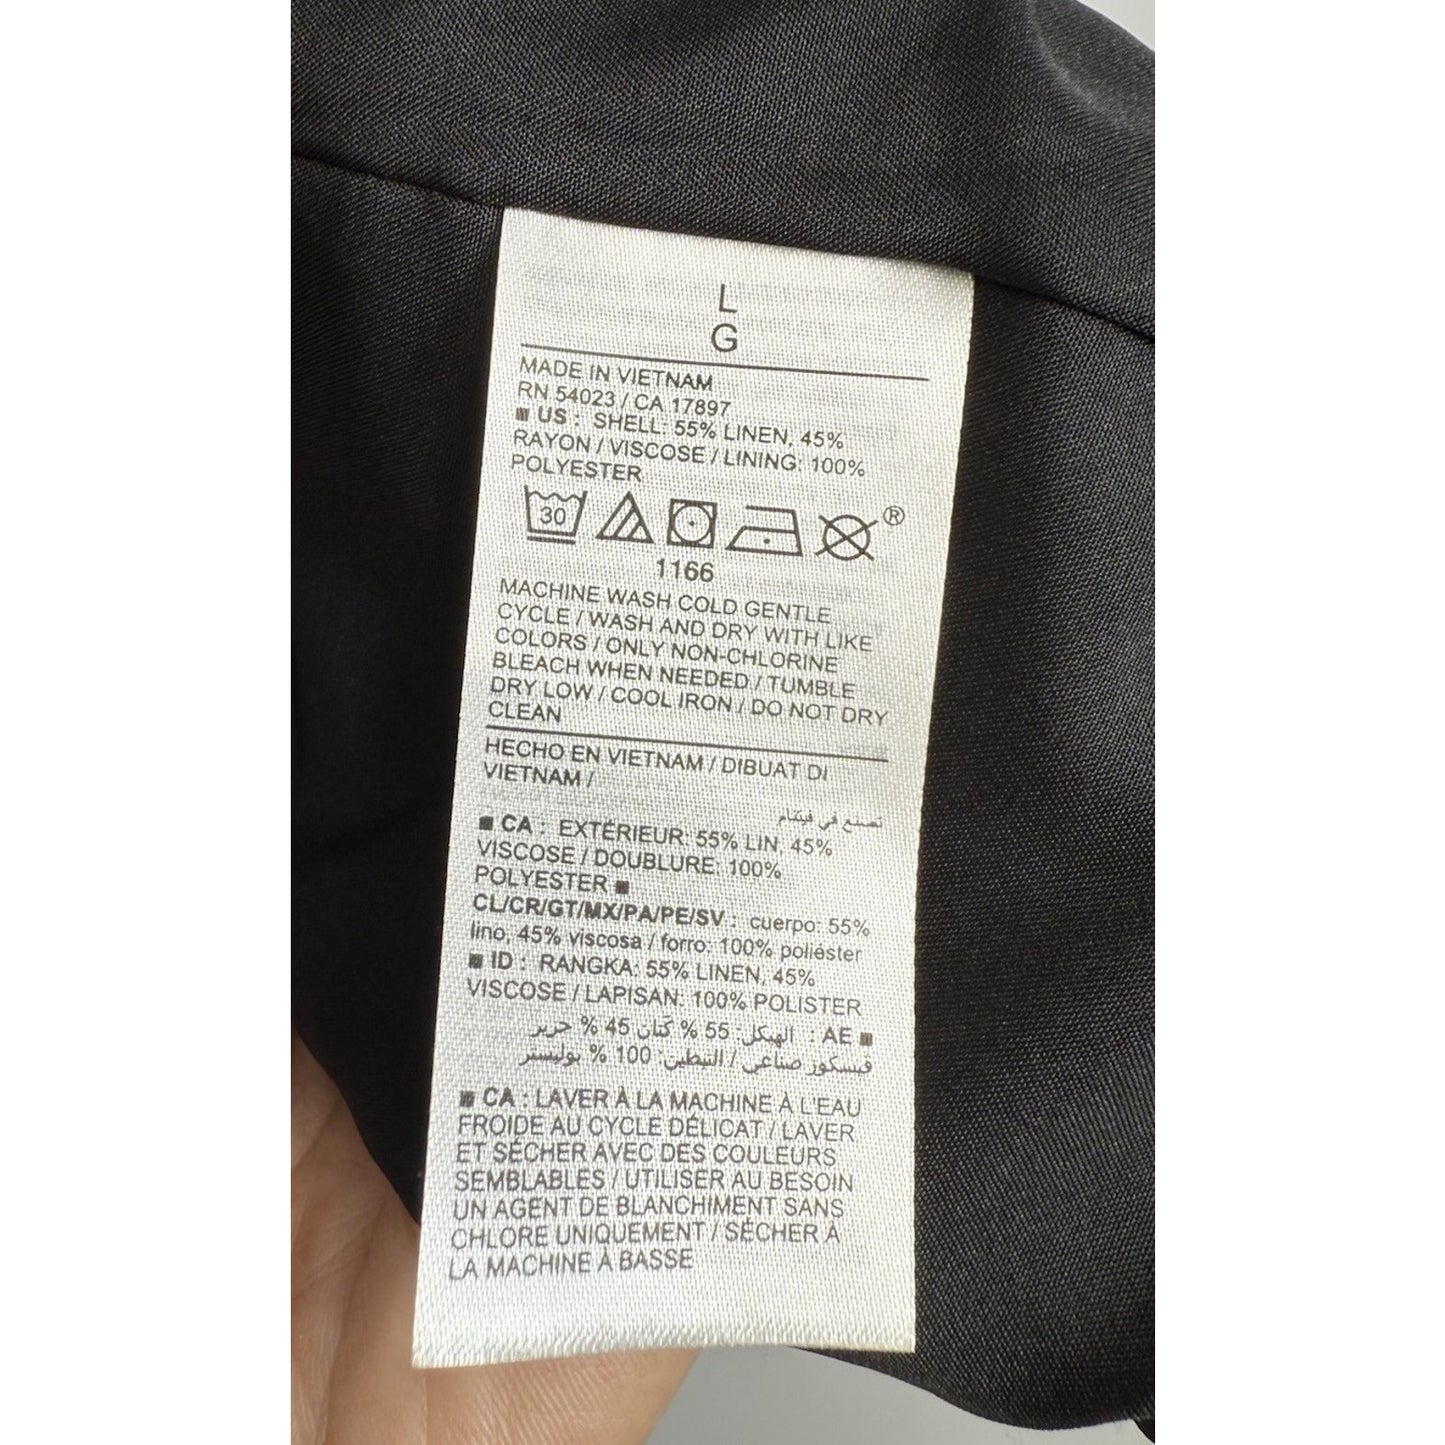 L
G
MADE IN VIETNAM
RN 54023 / CA 17897
US : SHELL: 55% LINEN, 45%
RAYON / VISCOSE / LINING: 100%
POLYESTER
30 ®
1166
MACHINE WASH COLD GENTLE
CYCLE / WASH AND DRY WITH LIKE
COLORS / ONLY NON-CHLORINE
BLEACH WHEN NEEDED / TUMBLE
DRY LOW / COOL IRON / DO NOT DRY
CLEAN
HECHO EN VIETNAM / DIBUAT DI
VIETNAM /
تصنع في فيتنام
■ CA : EXTÉRIEUR: 55% LIN, 45%
VISCOSE / DOUBLURE: 100%
POLYESTER ■
CL/CR/GT/MX/PA/PE/SV : cuerpo: 55%
lino, 45% viscosa / forro: 100% poliéster
■ ID : RANGKA: 55% LINEN, 45%
VISCOSE / LAPISAN: 100% POLISTER
■ AE : الهيكل: 55 % كتان 45 % حرير
فيسكوز صناعي / التبطين: 100 % بوليستر
■ CA : LAVER À LA MACHINE À L'EAU
FROIDE AU CYCLE DÉLICAT / LAVER
ET SÉCHER AVEC DES COULEURS
SEMBLABLES / UTILISER AU BESOIN
UN AGENT DE BLANCHIMENT SANS
CHLORE UNIQUEMENT / SÉCHER À
LA MACHINE À BASSE